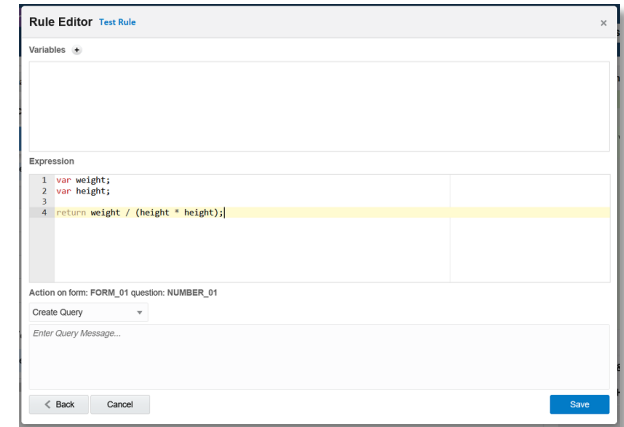 Rule Editor Test Rule ×
Variables +
Expression
1 var weight;
2 var height;
3
4 return weight / (height * height);
Action on form: FORM_01 question: NUMBER_01
Create Query
Enter Query Message...
Back Cancel Save